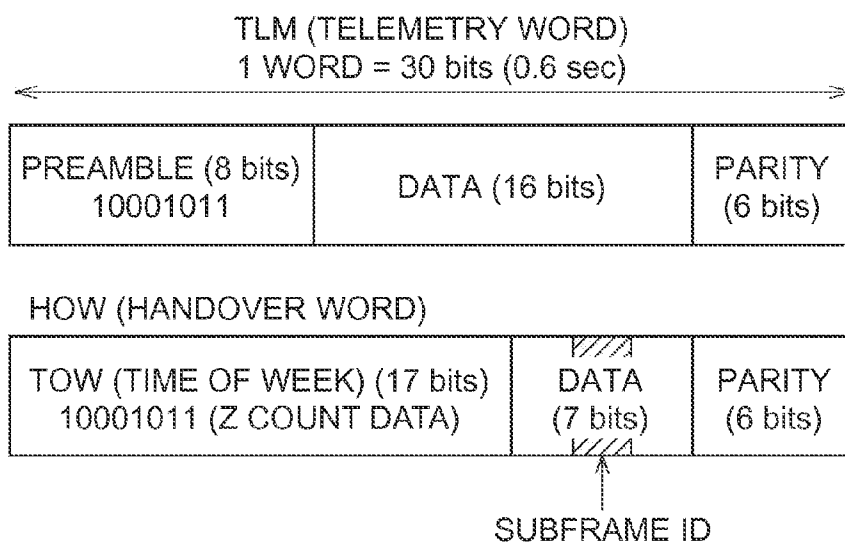 TLM (TELEMETRY WORD)
1 WORD = 30 bits (0.6 sec)
PREAMBLE (8 bits)
10001011
DATA (16 bits)
PARITY
(6 bits)
HOW (HANDOVER WORD)
TOW (TIME OF WEEK) (17 bits)
10001011 (Z COUNT DATA)
DATA
(7 bits)
PARITY
(6 bits)
SUBFRAME ID